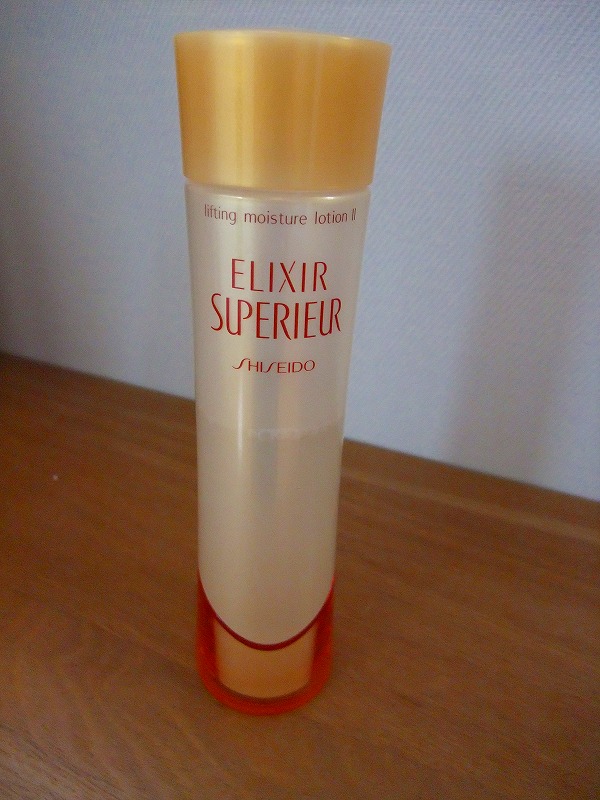 lifting moisture lotion II
ELIXIR
SUPERIEUR
SHISEIDO